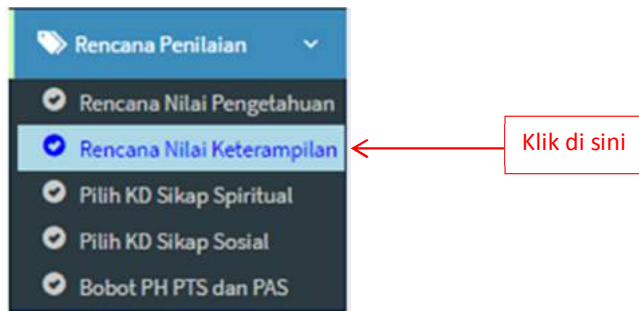 Rencana Penilaian
Rencana Nilai Pengetahuan
Rencana Nilai Keterampilan
Klik di sini
Pilih KD Sikap Spiritual
Pilih KD Sikap Sosial
Bobot PH PTS dan PAS